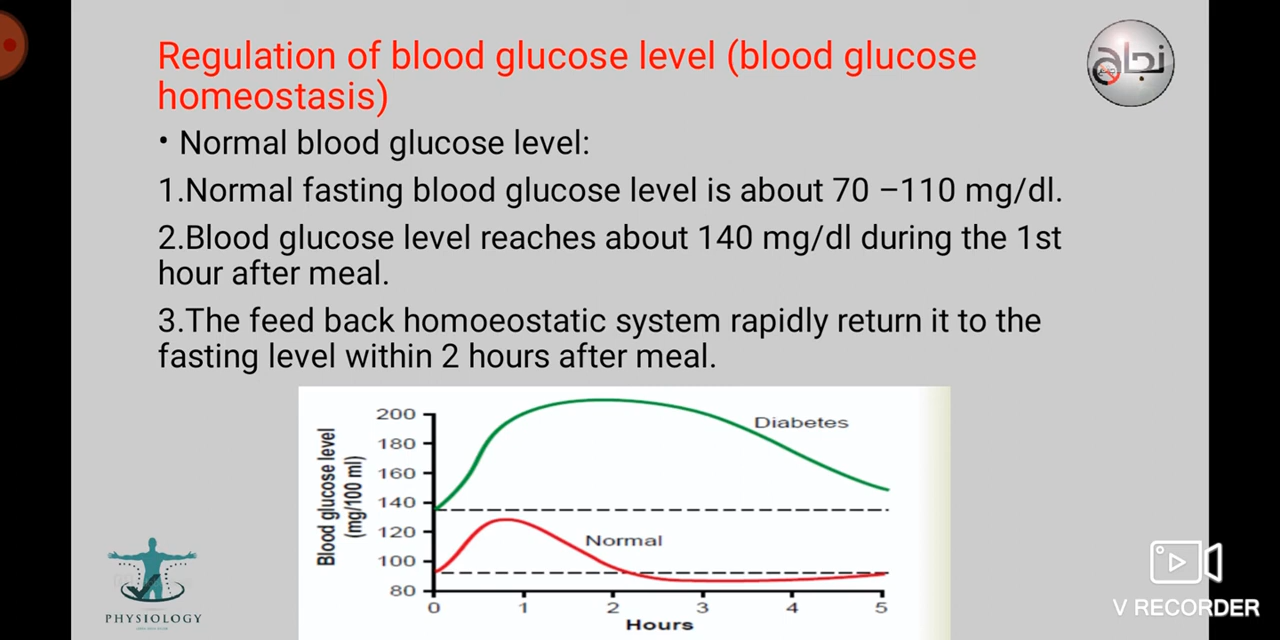 Regulation of blood glucose level (blood glucose
homeostasis)
نجاح
• Normal blood glucose level:
1.Normal fasting blood glucose level is about 70 –110 mg/dl.
2.Blood glucose level reaches about 140 mg/dl during the 1st
hour after meal.
3.The feed back homoeostatic system rapidly return it to the
fasting level within 2 hours after meal.
Blood glucose level
(mg/100 ml)
200
180
160
140
120
100
80
Diabetes
Normal
0 1 2 3 4 5
Hours
PHYSIOLOGY
V RECORDER